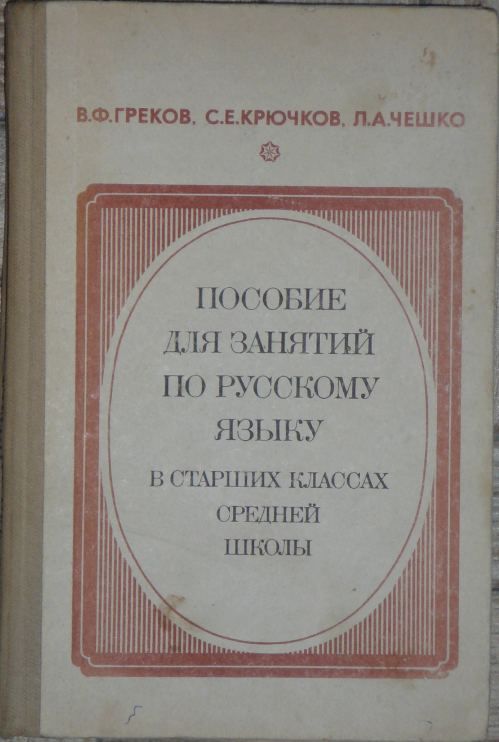 В.Ф.ГРЕКОВ, С.Е.КРЮЧКОВ, Л.А.ЧЕШКО
ПОСОБИЕ
ДЛЯ ЗАНЯТИЙ
ПО РУССКОМУ
ЯЗЫКУ
В СТАРШИХ КЛАССАХ
СРЕДНЕЙ
ШКОЛЫ